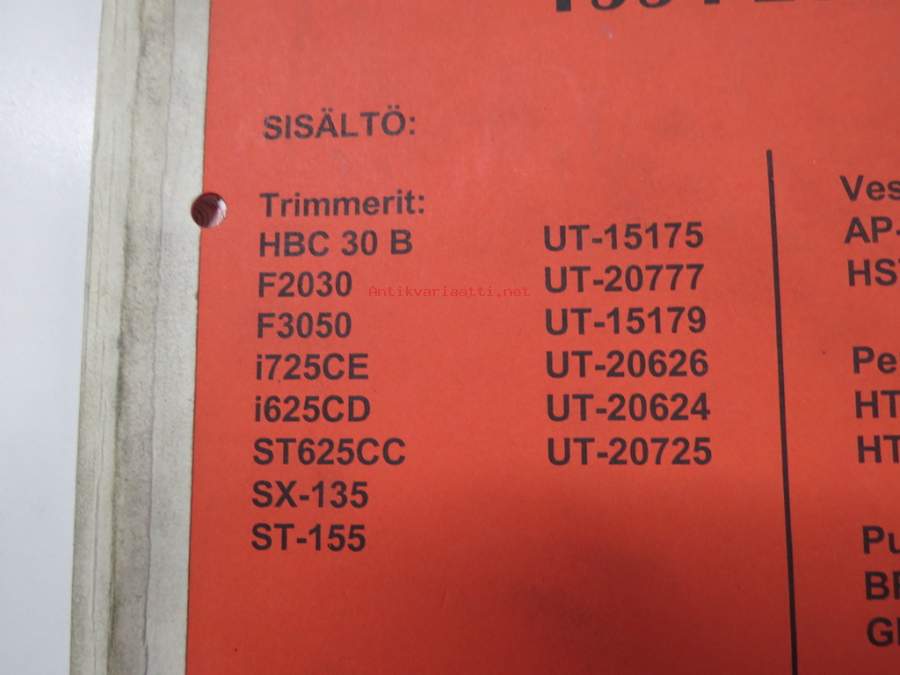 SISÄLTÖ:
Trimmerit:
HBC 30 B UT-15175
F2030 UT-20777
F3050 UT-15179
i725CE UT-20626
i625CD UT-20624
ST625CC UT-20725
SX-135
ST-155
Antikvariaatti.net